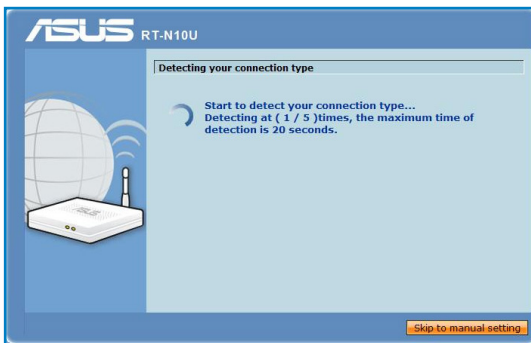 ASUS RT-N10U
Detecting your connection type
Start to detect your connection type...
Detecting at ( 1 / 5 )times, the maximum time of
detection is 20 seconds.
ASUS
Skip to manual setting